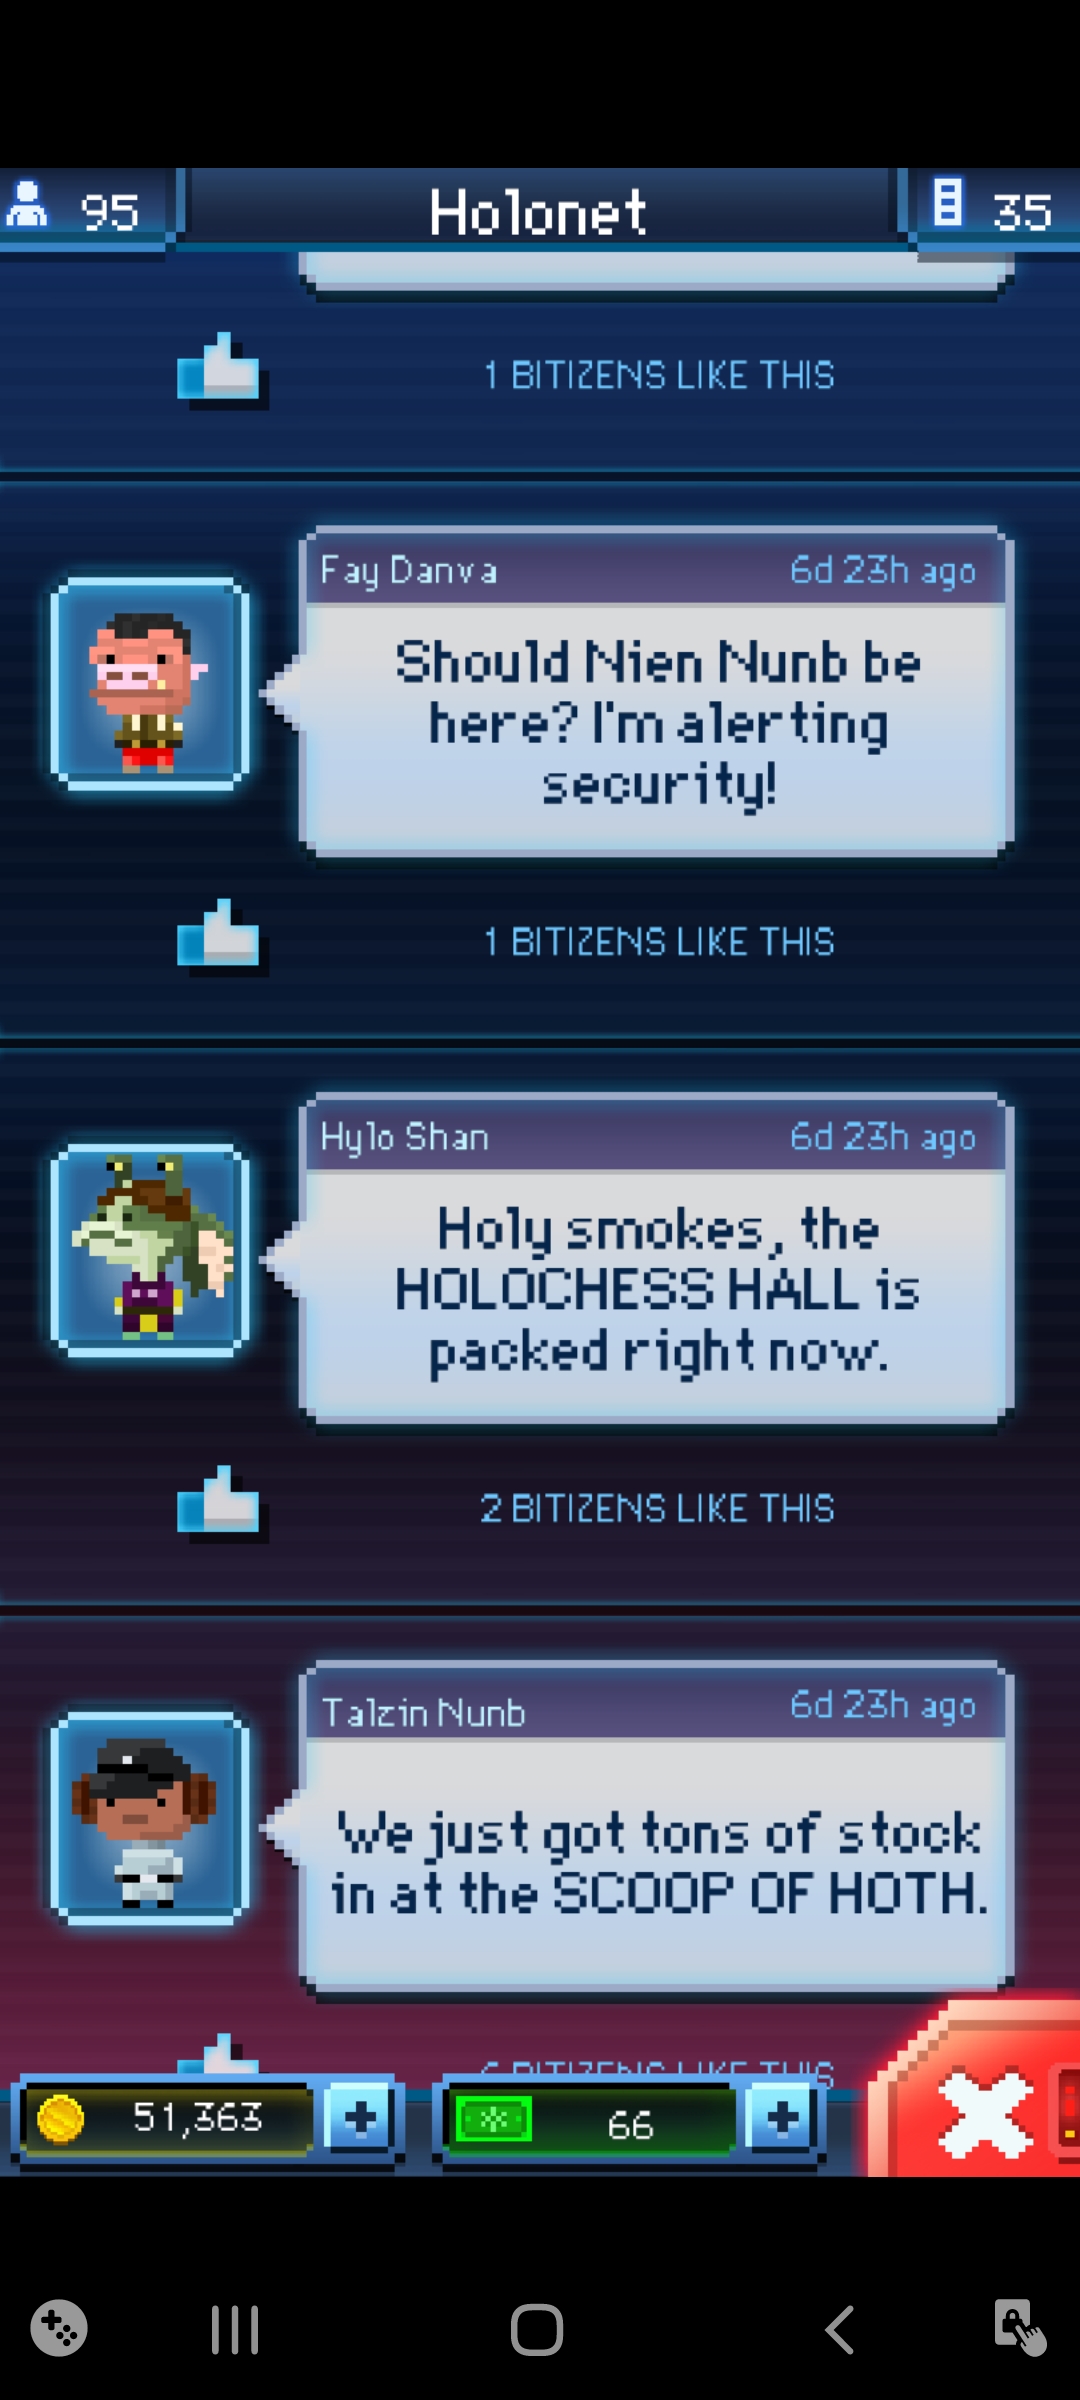 95
Holonet
35
1 BITIZENS LIKE THIS
Fay Danva
6d 23h ago
Should Nien Nunb be
here? I'm alerting
security!
1 BITIZENS LIKE THIS
Hylo Shan
6d 23h ago
Holy smokes, the
HOLOCHESS HALL is
packed right now.
2 BITIZENS LIKE THIS
Talzin Nunb
6d 23h ago
We just got tons of stock
in at the SCOOP OF HOTH.
BITIZENS LIKE THIS
51,363
66